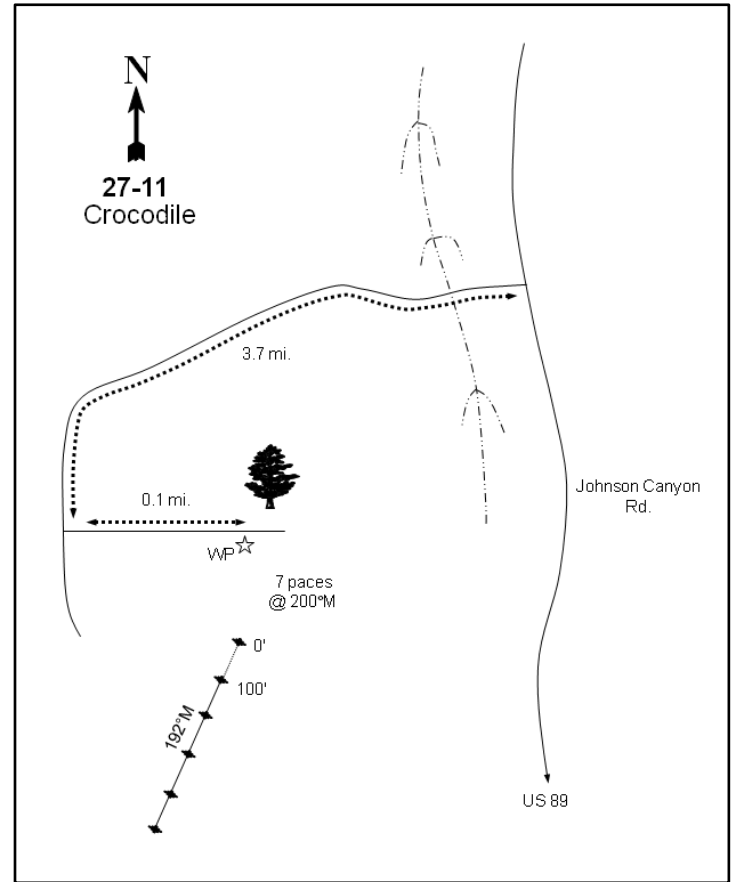 N
27-11
Crocodile
3.7 mi.
0.1 mi.
Johnson Canyon
Rd.
WP
7 paces
@ 200°M
0'
100'
192°M
US 89